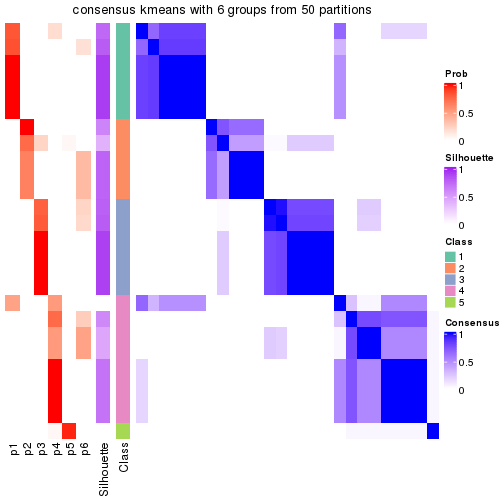 consensus kmeans with 6 groups from 50 partitions
Prob
1
0.5
0
Silhouette
1
0.5
0
Class
1
2
3
4
5
Consensus
1
0.5
0
p1
p2
p3
p4
p5
p6
Silhouette
Class